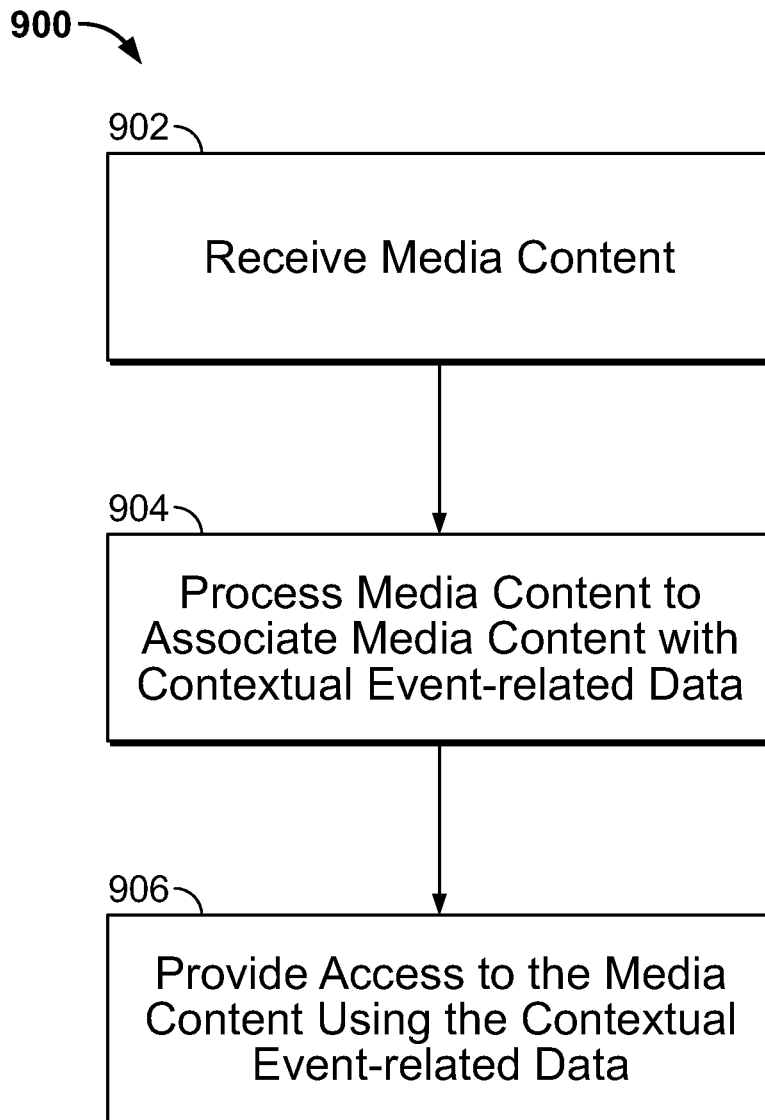 900
902
Receive Media Content
904
Process Media Content to
Associate Media Content with
Contextual Event-related Data
906
Provide Access to the Media
Content Using the Contextual
Event-related Data